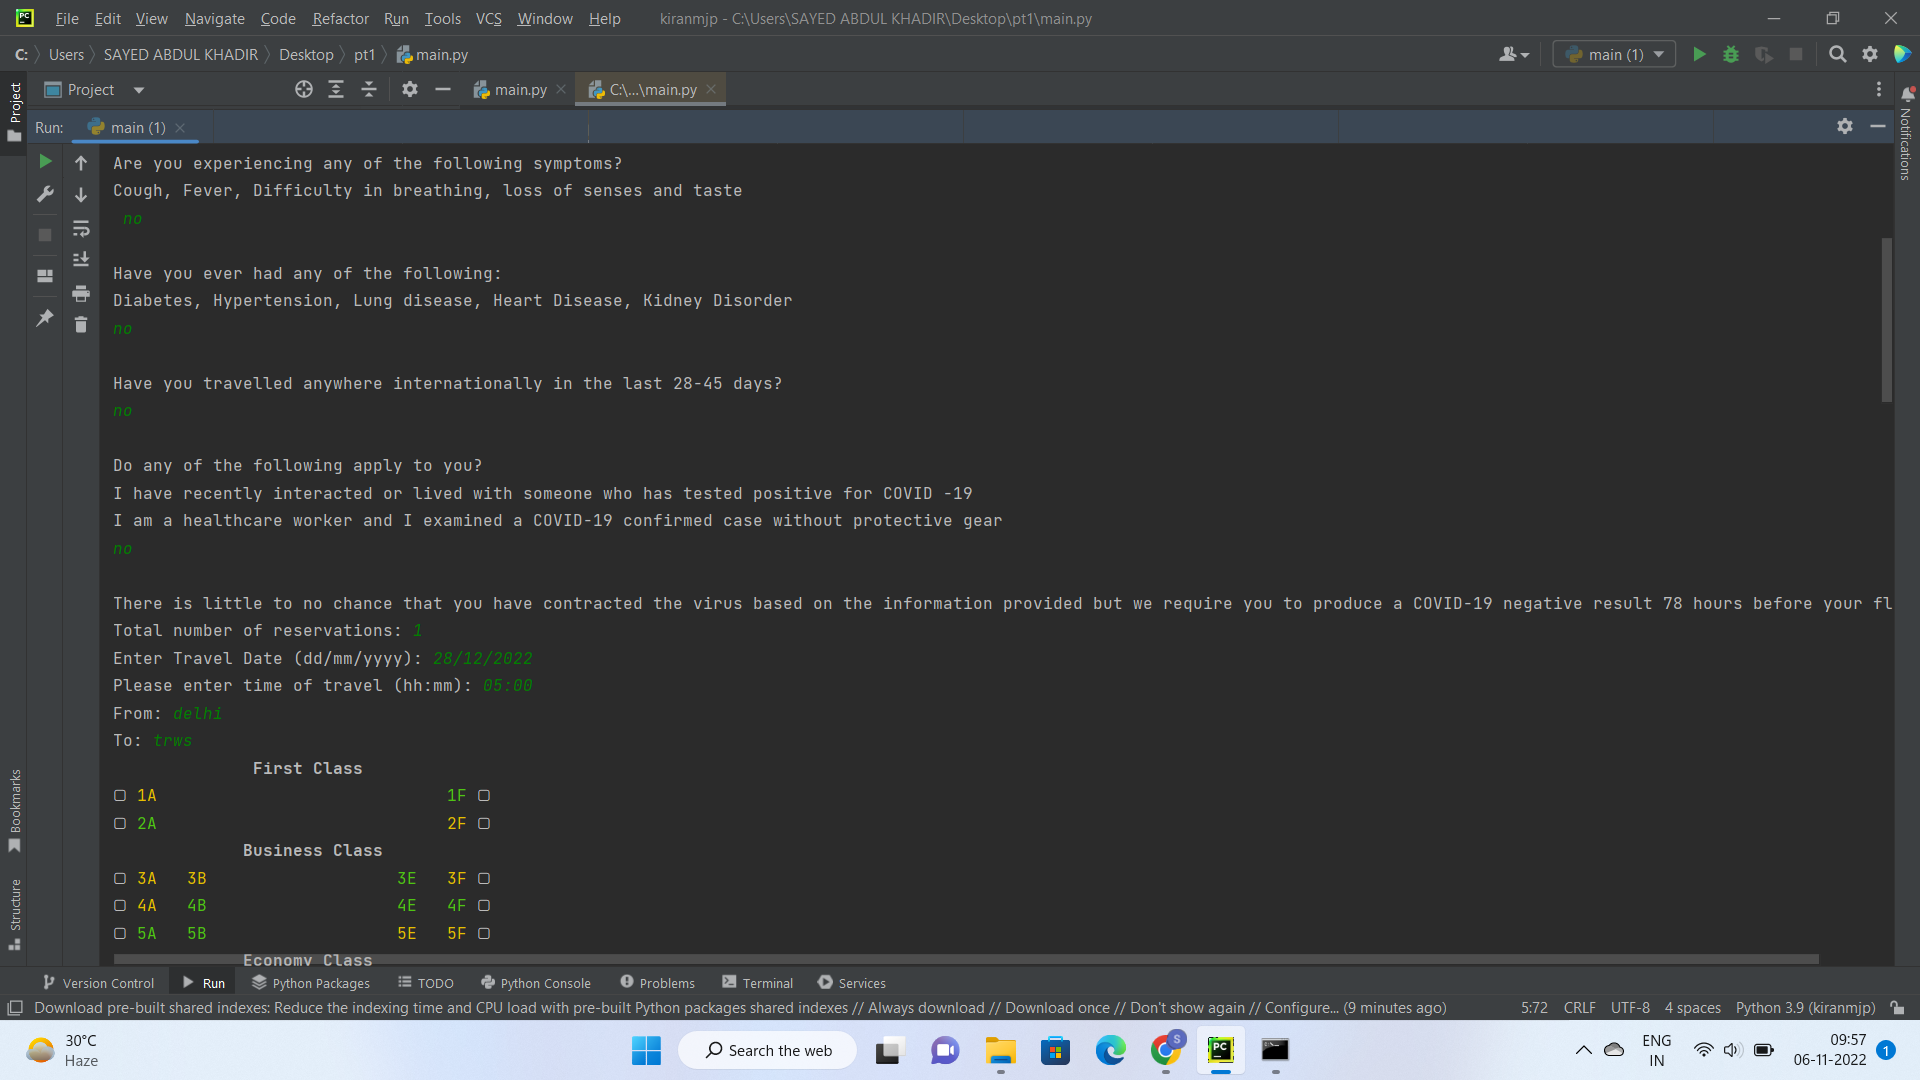 File Edit View Navigate Code Refactor Run Tools VCS Window Help kiranmjp - C:\Users\SAYED ABDUL KHADIR\Desktop\pt1\main.py
C: Users SAYED ABDUL KHADIR Desktop pt1 main.py main (1)
Project main.py C:\...\main.py
Project
Notifications
Run: main (1)
Are you experiencing any of the following symptoms?
Cough, Fever, Difficulty in breathing, loss of senses and taste
no
Have you ever had any of the following:
Diabetes, Hypertension, Lung disease, Heart Disease, Kidney Disorder
no
Have you travelled anywhere internationally in the last 28-45 days?
no
Do any of the following apply to you?
I have recently interacted or lived with someone who has tested positive for COVID -19
I am a healthcare worker and I examined a COVID-19 confirmed case without protective gear
no
There is little to no chance that you have contracted the virus based on the information provided but we require you to produce a COVID-19 negative result 78 hours before your fl
Total number of reservations: 1
Enter Travel Date (dd/mm/yyyy): 28/12/2022
Please enter time of travel (hh:mm): 05:00
From: delhi
To: trws
First Class
▢ 1A 1F ▢
▢ 2A 2F ▢
Business Class
▢ 3A 3B 3E 3F ▢
▢ 4A 4B 4E 4F ▢
▢ 5A 5B 5E 5F ▢
Economy Class
Bookmarks
Structure
Version Control Run Python Packages TODO Python Console Problems Terminal Services
Download pre-built shared indexes: Reduce the indexing time and CPU load with pre-built Python packages shared indexes // Always download // Download once // Don't show again // Configure... (9 minutes ago) 5:72 CRLF UTF-8 4 spaces Python 3.9 (kiranmjp)
30°C
Haze
Search the web
S
PC
ENG
IN
09:57
06-11-2022
1